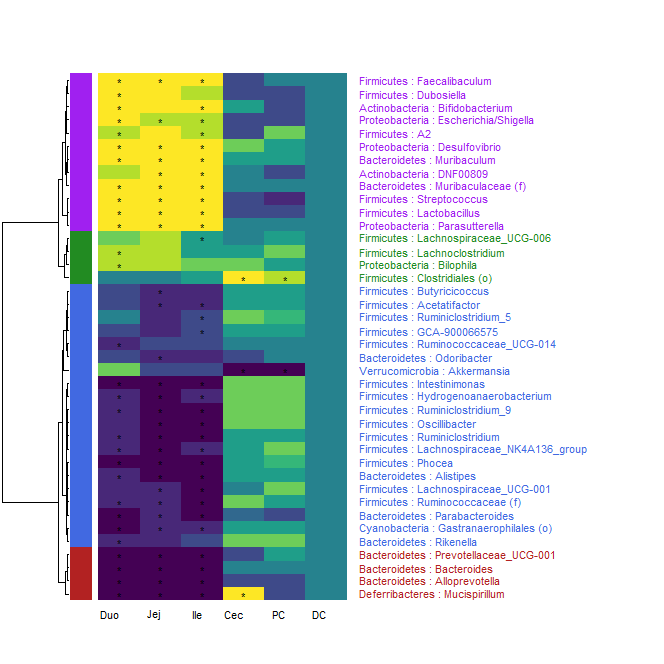 Firmicutes : Faecalibaculum
Firmicutes : Dubosiella
Actinobacteria : Bifidobacterium
Proteobacteria : Escherichia/Shigella
Firmicutes : A2
Proteobacteria : Desulfovibrio
Bacteroidetes : Muribaculum
Actinobacteria : DNF00809
Bacteroidetes : Muribaculaceae (f)
Firmicutes : Streptococcus
Firmicutes : Lactobacillus
Proteobacteria : Parasutterella
Firmicutes : Lachnospiraceae_UCG-006
Firmicutes : Lachnoclostridium
Proteobacteria : Bilophila
Firmicutes : Clostridiales (o)
Firmicutes : Butyricicoccus
Firmicutes : Acetatifactor
Firmicutes : Ruminiclostridium_5
Firmicutes : GCA-900066575
Firmicutes : Ruminococcaceae_UCG-014
Bacteroidetes : Odoribacter
Verrucomicrobia : Akkermansia
Firmicutes : Intestinimonas
Firmicutes : Hydrogenoanaerobacterium
Firmicutes : Ruminiclostridium_9
Firmicutes : Oscillibacter
Firmicutes : Ruminiclostridium
Firmicutes : Lachnospiraceae_NK4A136_group
Firmicutes : Phocea
Bacteroidetes : Alistipes
Firmicutes : Lachnospiraceae_UCG-001
Firmicutes : Ruminococcaceae (f)
Bacteroidetes : Parabacteroides
Cyanobacteria : Gastranaerophilales (o)
Bacteroidetes : Rikenella
Bacteroidetes : Prevotellaceae_UCG-001
Bacteroidetes : Bacteroides
Bacteroidetes : Alloprevotella
Deferribacteres : Mucispirillum
Duo Jej Ile Cec PC DC